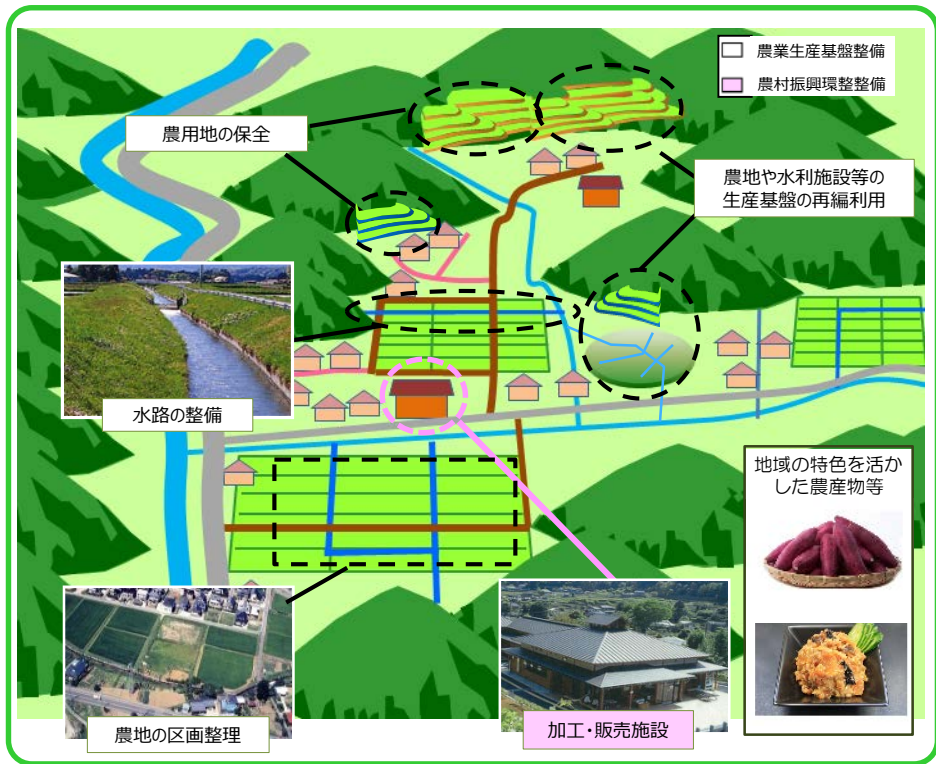 農業生産基盤整備
農村振興環整整備
農用地の保全
農地や水利施設等の
生産基盤の再編利用
水路の整備
地域の特色を活か
した農産物等
農地の区画整理
加工・販売施設